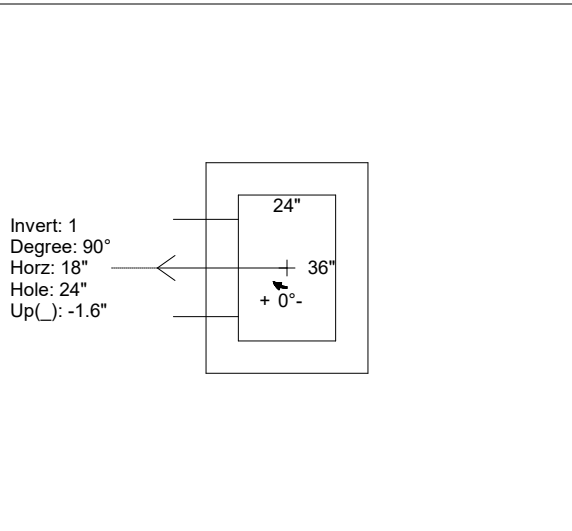 24"
Invert: 1
Degree: 90°
Horz: 18"
Hole: 24"
Up(_): -1.6"
36"
+ 0°-